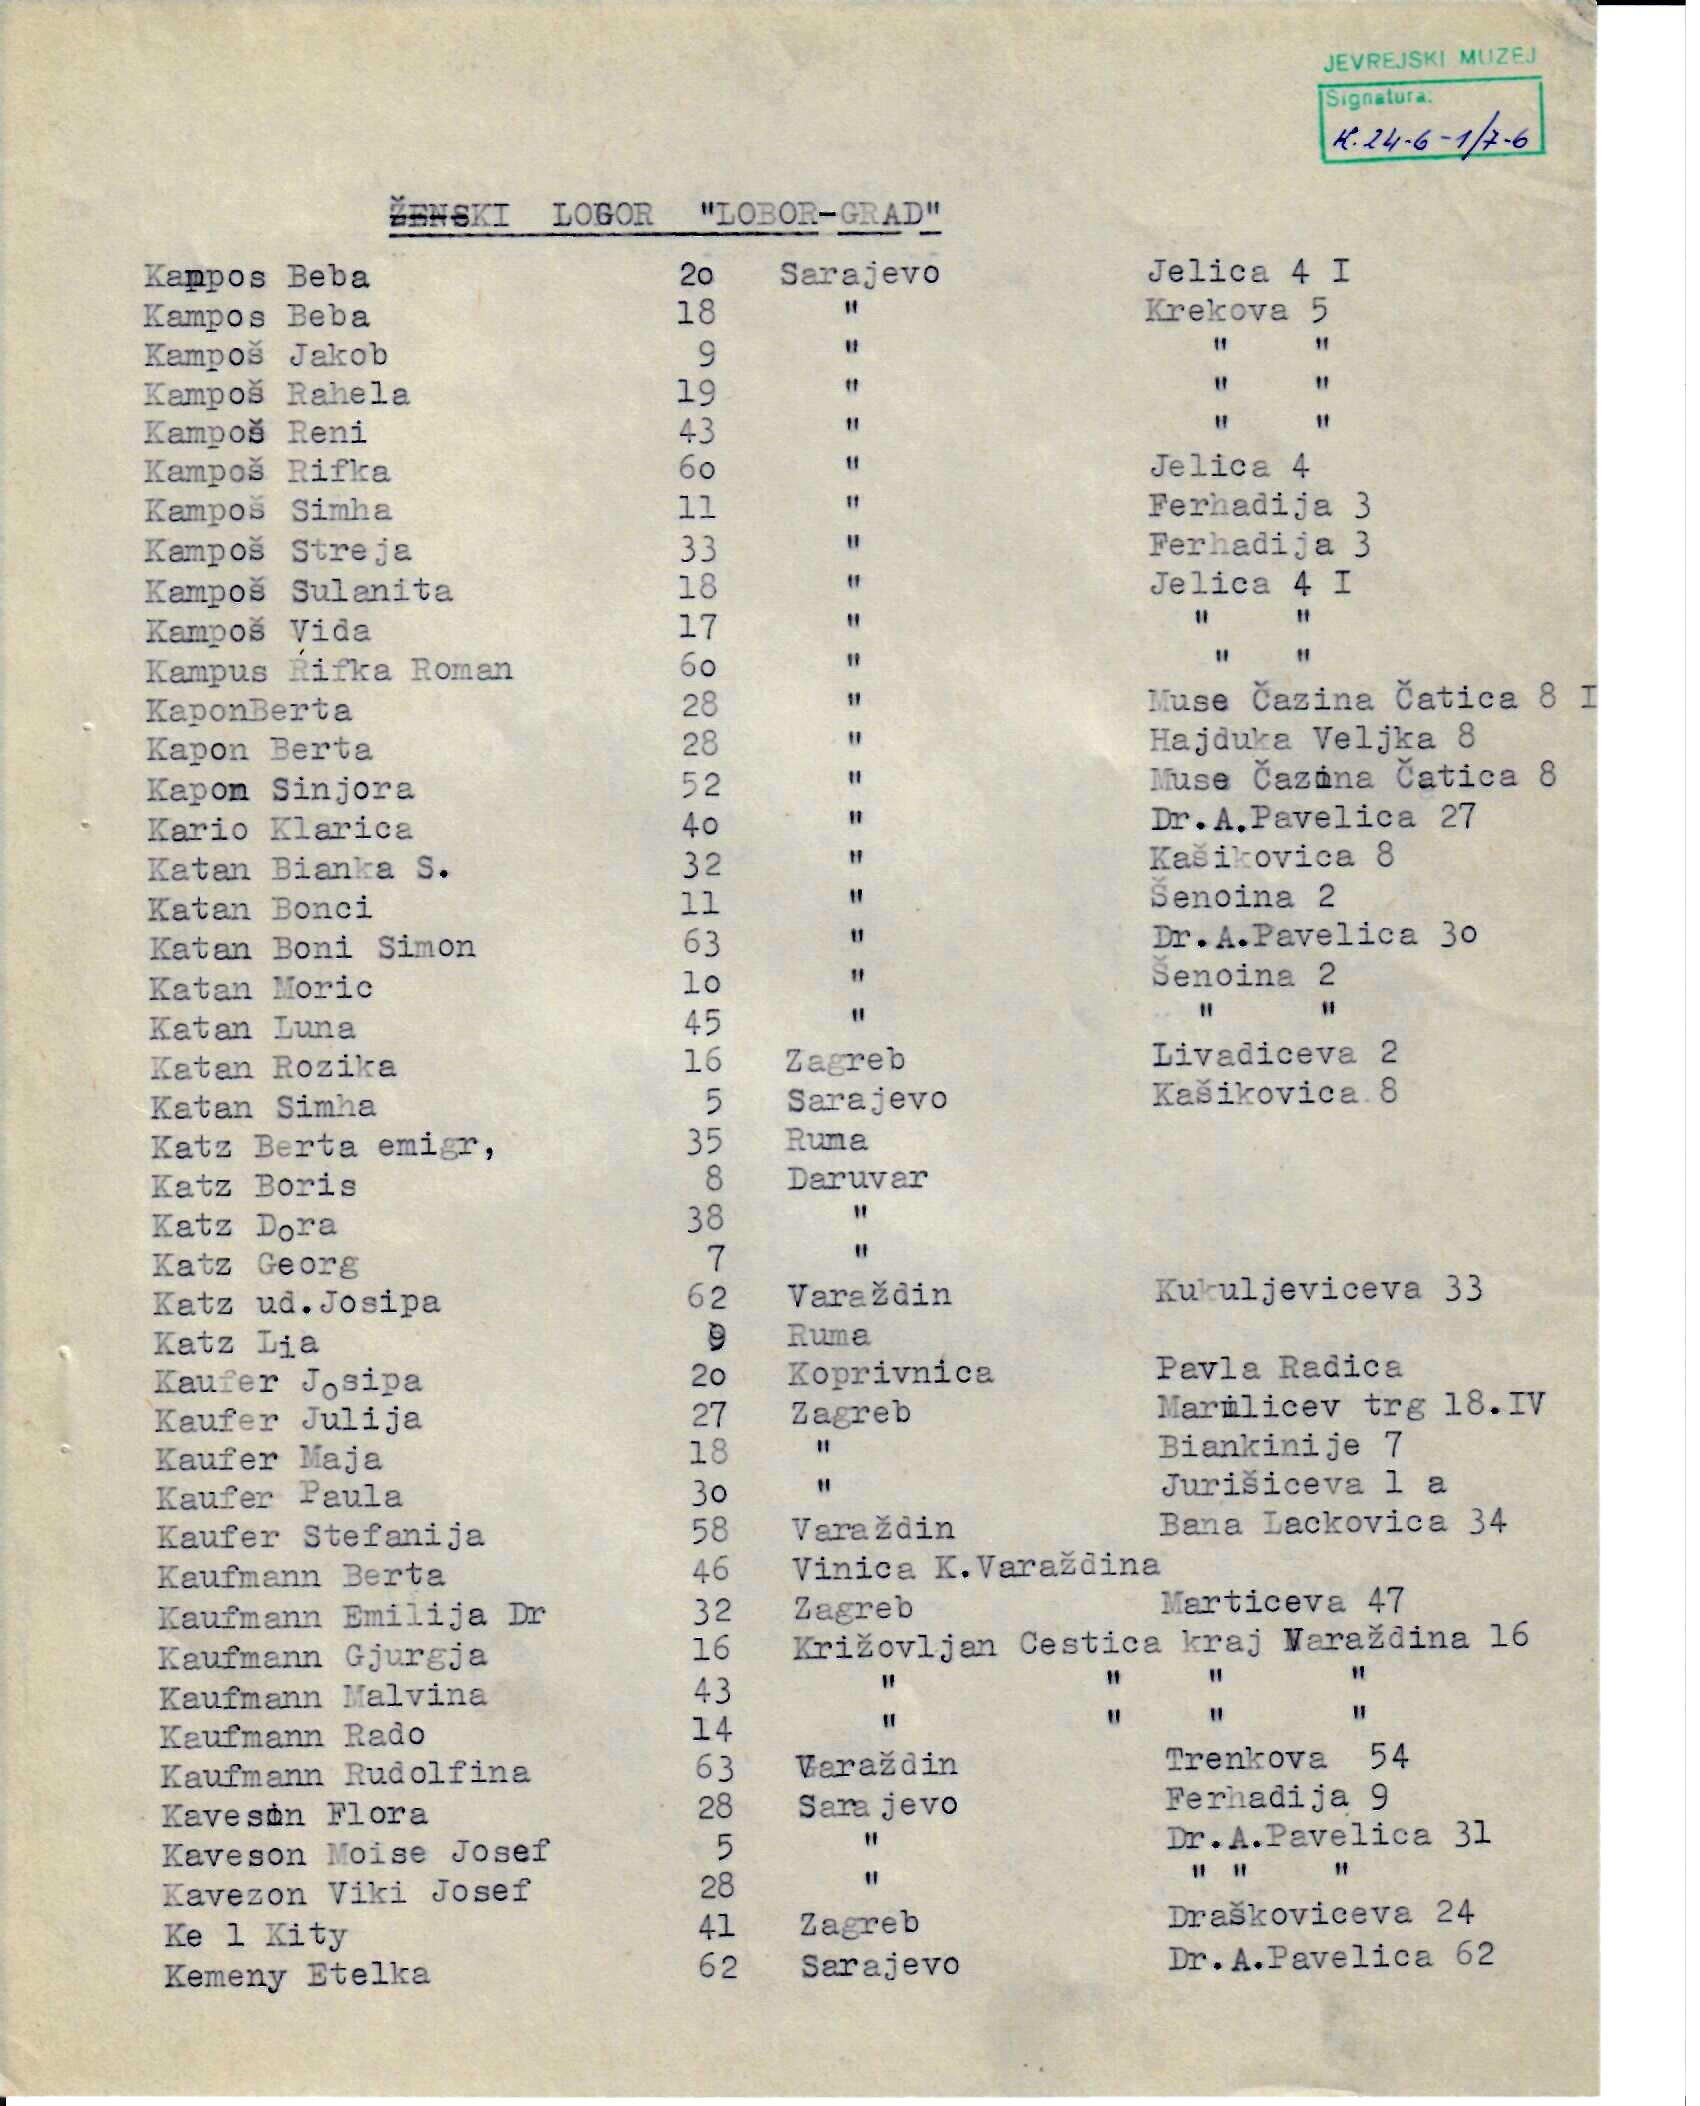 JEVREJSKI MUZEJ
Signatura:
K.24-6-1/7-6
ŽENSKI LOGOR "LOBOR-GRAD"
Kampos Beba 2o Sarajevo Jelica 4 I
Kampos Beba 18 " Krekova 5
Kampoš Jakob 9 " " "
Kampoš Rahela 19 " " "
Kampoš Reni 43 " " "
Kampoš Rifka 6o " Jelica 4
Kampoš Simha 11 " Ferhadija 3
Kampoš Streja 33 " Ferhadija 3
Kampoš Sulanita 18 " Jelica 4 I
Kampoš Vida 17 " " "
Kampus Rifka Roman 6o " " "
KaponBerta 28 " Muse Čazina Čatica 8 I
Kapon Berta 28 " Hajduka Veljka 8
Kapon Sinjora 52 " Muse Čazina Čatica 8
Kario Klarica 4o " Dr.A.Pavelica 27
Katan Bianka S. 32 " Kašikovica 8
Katan Bonci 11 " Šenoina 2
Katan Boni Simon 63 " Dr.A.Pavelica 3o
Katan Moric 1o " Šenoina 2
Katan Luna 45 " " "
Katan Rozika 16 Zagreb Livadiceva 2
Katan Simha 5 Sarajevo Kašikovica 8
Katz Berta emigr, 35 Ruma
Katz Boris 8 Daruvar
Katz Dora 38 "
Katz Georg 7 "
Katz ud.Josipa 62 Varaždin Kukuljeviceva 33
Katz Lia 9 Ruma
Kaufer Josipa 2o Koprivnica Pavla Radica
Kaufer Julija 27 Zagreb trg 18.IV
Kaufer Maja 18 " Biankinije 7
Kaufer Paula 3o " Jurišiceva 1 a
Kaufer Stefanija 58 Varaždin Bana Lackovica 34
Kaufmann Berta 46 Vinica K.Varaždina
Kaufmann Emilija Dr 32 Zagreb Marticeva 47
Kaufmann Gjurgja 16 Križovljan Cestica kraj Varaždina 16
Kaufmann Malvina 43 " " " "
Kaufmann Rado 14 " " " "
Kaufmann Rudolfina 63 Varaždin Trenkova 54
Kaveson Flora 28 Sarajevo Ferhadija 9
Kaveson Moise Josef 5 " Dr.A.Pavelica 31
Kavezon Viki Josef 28 " " " "
Ke l Kity 41 Zagreb Draškoviceva 24
Kemeny Etelka 62 Sarajevo Dr.A.Pavelica 62